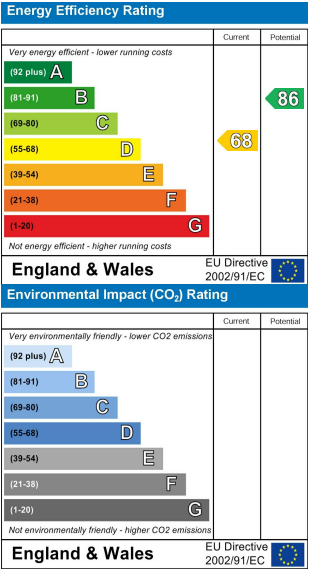 Energy Efficiency Rating
Current Potential
Very energy efficient - lower running costs
(92 plus) A
(81-91) B
86
(69-80) C
(55-68) D
68
(39-54) E
(21-38) F
(1-20) G
Not energy efficient - higher running costs
England & Wales
EU Directive
2002/91/EC
Environmental Impact (CO₂) Rating
Current Potential
Very environmentally friendly - lower CO2 emissions
(92 plus) A
(81-91) B
(69-80) C
(55-68) D
(39-54) E
(21-38) F
(1-20) G
Not environmentally friendly - higher CO2 emissions
England & Wales
EU Directive
2002/91/EC